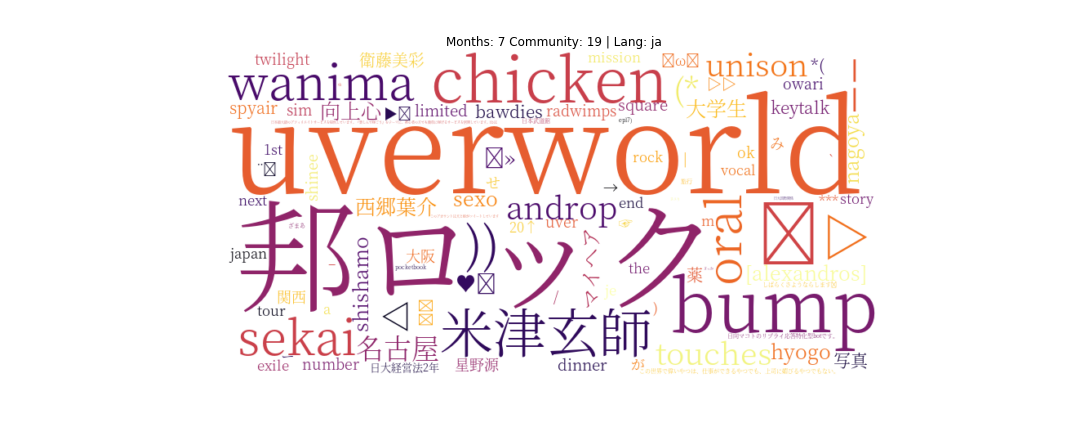 Months: 7 Community: 19 | Lang: ja
twilight
衛藤美彩
mission
wanima
chicken
unison
*(
owari
(*
▷▷
spyair
sim
向上心
limited
bawdies
radwimps
square
大学生
keytalk
uverworld
1st
rock
ok
vocal
み
nagoya
shinee
せ
next
西郷葉介
sexo
androp
→
end
oral
m
***
story
邦ロック
))
20↑
uver
☞
japan
大阪
pocketbook
マイヘア
the
薬
[alexandros]
▷
関西
a
shishamo
♥
tour
◁
bump
sekai
米津玄師
名古屋
touches
hyogo
写真
exile
number
日大経営法2年
星野源
dinner
が